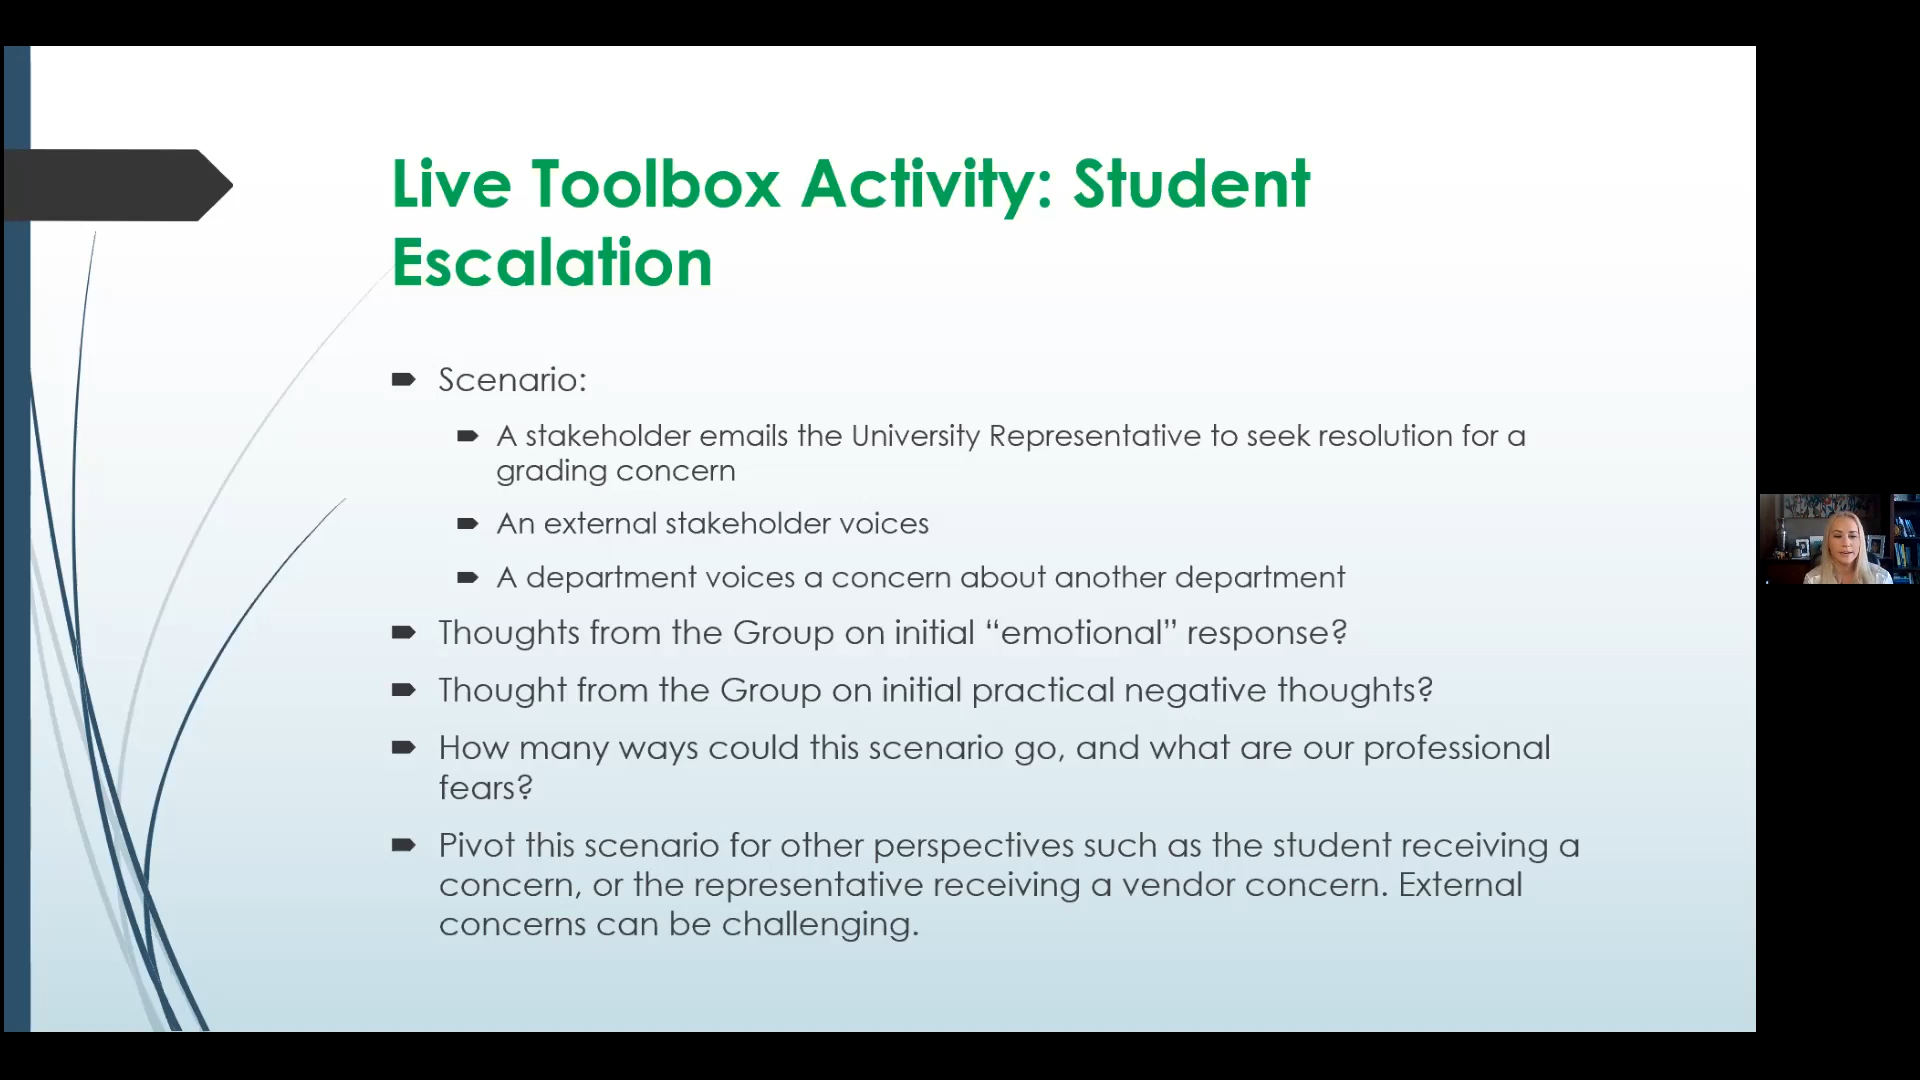 Live Toolbox Activity: Student
Escalation
Scenario:
A stakeholder emails the University Representative to seek resolution for a
grading concern
An external stakeholder voices
A department voices a concern about another department
Thoughts from the Group on initial “emotional” response?
Thought from the Group on initial practical negative thoughts?
How many ways could this scenario go, and what are our professional
fears?
Pivot this scenario for other perspectives such as the student receiving a
concern, or the representative receiving a vendor concern. External
concerns can be challenging.